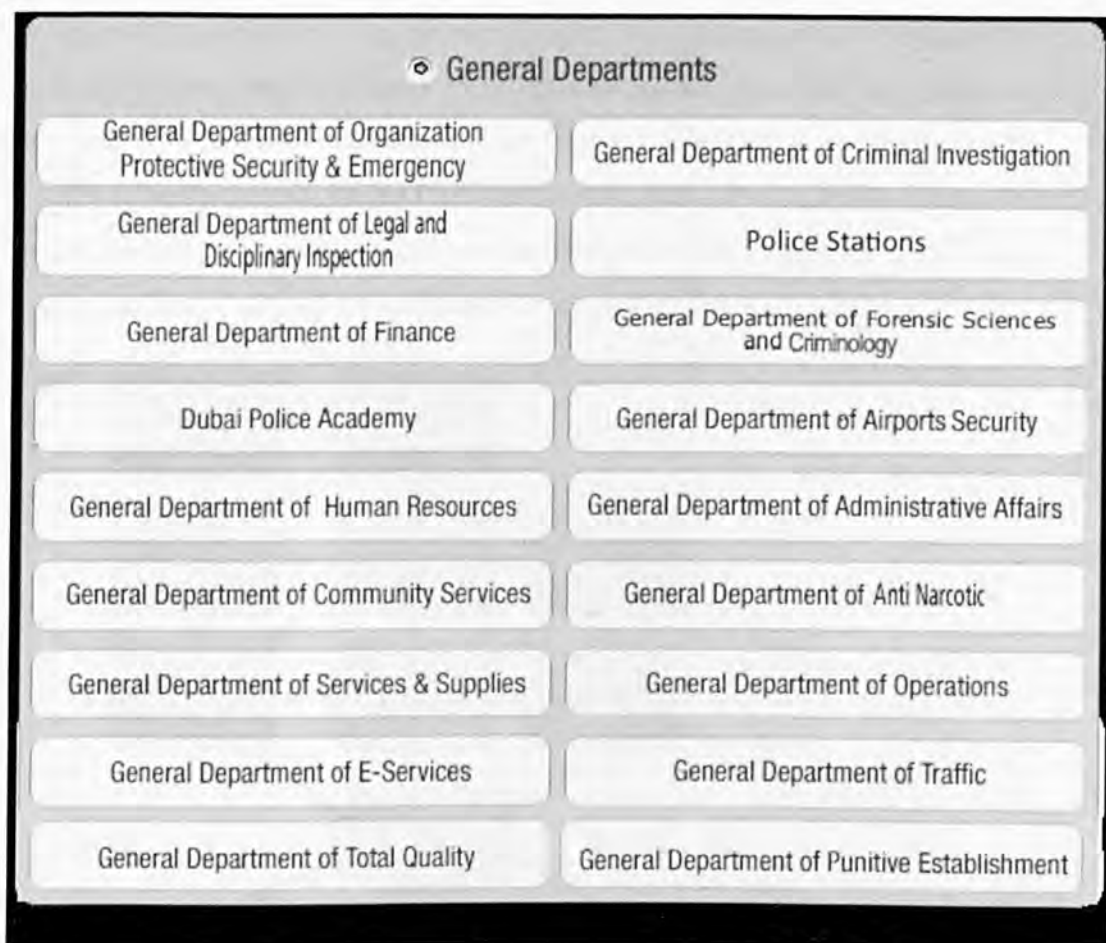 General Departments
General Department of Organization
Protective Security & Emergency
General Department of Criminal Investigation
General Department of Legal and
Disciplinary Inspection
Police Stations
General Department of Finance
General Department of Forensic Sciences
and Criminology
Dubai Police Academy
General Department of Airports Security
General Department of Human Resources
General Department of Administrative Affairs
General Department of Community Services
General Department of Anti Narcotic
General Department of Services & Supplies
General Department of Operations
General Department of E-Services
General Department of Traffic
General Department of Total Quality
General Department of Punitive Establishment